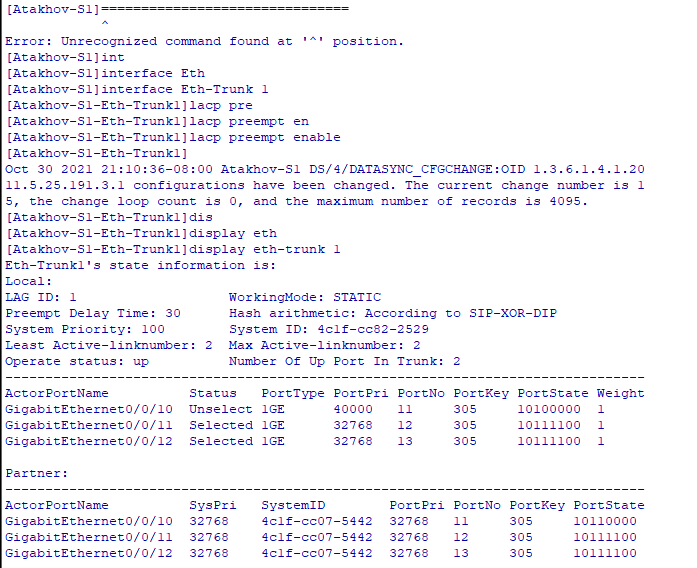 [Atakhov-S1]===============================
            ^
Error: Unrecognized command found at '^' position.
[Atakhov-S1]int
[Atakhov-S1]interface Eth
[Atakhov-S1]interface Eth-Trunk 1
[Atakhov-S1-Eth-Trunk1]lacp pre
[Atakhov-S1-Eth-Trunk1]lacp preempt en
[Atakhov-S1-Eth-Trunk1]lacp preempt enable
[Atakhov-S1-Eth-Trunk1]
Oct 30 2021 21:10:36-08:00 Atakhov-S1 DS/4/DATASYNC_CFGCHANGE:OID 1.3.6.1.4.1.20
11.5.25.191.3.1 configurations have been changed. The current change number is 1
5, the change loop count is 0, and the maximum number of records is 4095.
[Atakhov-S1-Eth-Trunk1]dis
[Atakhov-S1-Eth-Trunk1]display eth
[Atakhov-S1-Eth-Trunk1]display eth-trunk 1
Eth-Trunk1's state information is:
Local:
LAG ID: 1                   WorkingMode: STATIC
Preempt Delay Time: 30      Hash arithmetic: According to SIP-XOR-DIP
System Priority: 100        System ID: 4c1f-cc82-2529
Least Active-linknumber: 2  Max Active-linknumber: 2
Operate status: up          Number Of Up Port In Trunk: 2
--------------------------------------------------------------------------------
ActorPortName          Status   PortType PortPri PortNo PortKey PortState Weight
GigabitEthernet0/0/10  Unselect 1GE      40000   11     305     10100000  1
GigabitEthernet0/0/11  Selected 1GE      32768   12     305     10111100  1
GigabitEthernet0/0/12  Selected 1GE      32768   13     305     10111100  1
Partner:
--------------------------------------------------------------------------------
ActorPortName          SysPri   SystemID        PortPri PortNo PortKey PortState
GigabitEthernet0/0/10  32768    4c1f-cc07-5442  32768   11     305     10110000
GigabitEthernet0/0/11  32768    4c1f-cc07-5442  32768   12     305     10111100
GigabitEthernet0/0/12  32768    4c1f-cc07-5442  32768   13     305     10111100